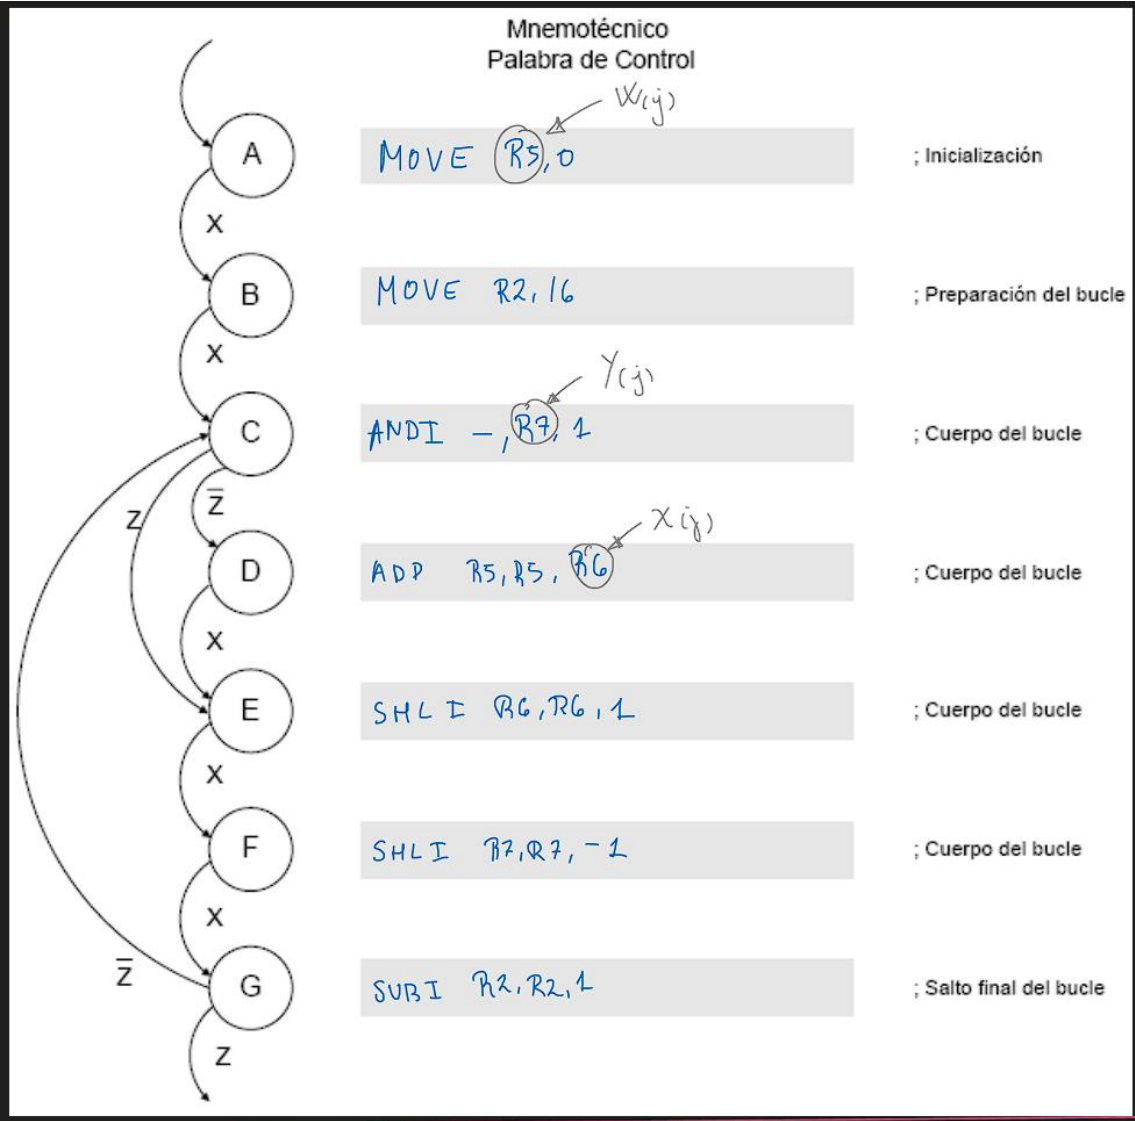 Mnemotécnico
Palabra de Control
W(j)
A MOVE R5,0 ; Inicialización
X
B MOVE R2,16 ; Preparación del bucle
X
Y(j)
C ANDI –,R7,1 ; Cuerpo del bucle
Z z̅
X(j)
D ADD R5,R5,R6 ; Cuerpo del bucle
X
E SHLI R6,R6,1 ; Cuerpo del bucle
X
F SHLI R7,R7,-1 ; Cuerpo del bucle
X
z̅
G SUBI R2,R2,1 ; Salto final del bucle
Z